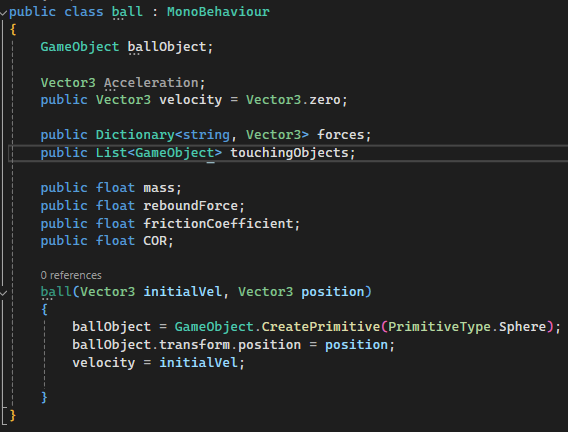 public class ball : MonoBehaviour
{
GameObject ballObject;
Vector3 Acceleration;
public Vector3 velocity = Vector3.zero;
public Dictionary<string, Vector3> forces;
public List<GameObject> touchingObjects;
public float mass;
public float reboundForce;
public float frictionCoefficient;
public float COR;
0 references
ball(Vector3 initialVel, Vector3 position)
{
ballObject = GameObject.CreatePrimitive(PrimitiveType.Sphere);
ballObject.transform.position = position;
velocity = initialVel;
}
}